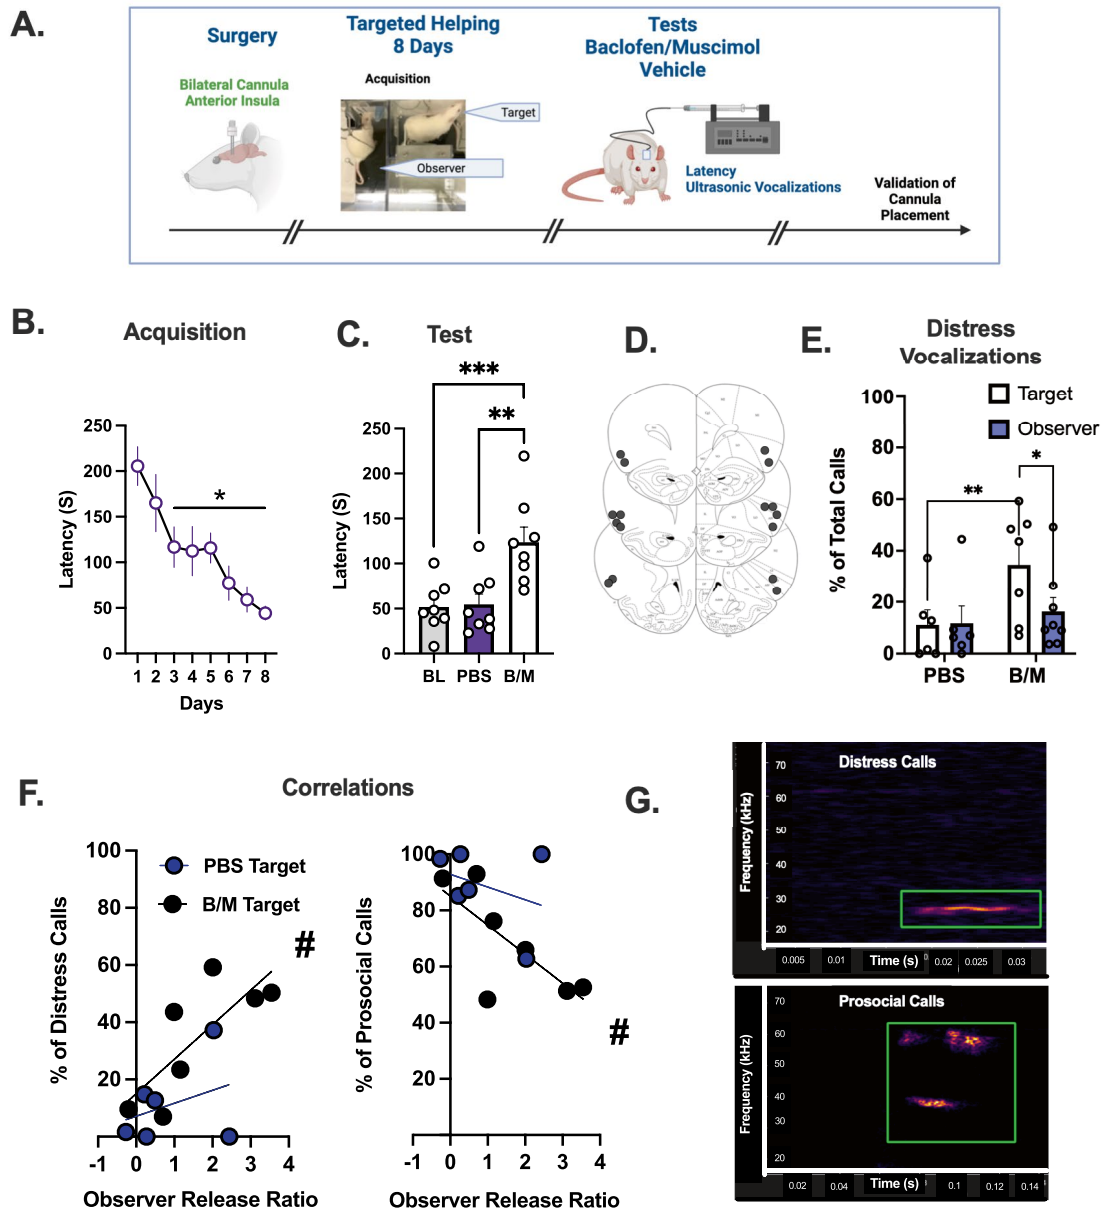 A.
Surgery
Targeted Helping
8 Days
Tests
Baclofen/Muscimol
Vehicle
Bilateral Cannula
Anterior Insula
Acquisition
Target
Observer
Latency
Ultrasonic Vocalizations
Validation of
Cannula
Placement
B.
Acquisition
Latency (S)
250
200
150
100
50
0
*
1 2 3 4 5 6 7 8
Days
C.
Test
***
**
Latency (S)
250
200
150
100
50
0
BL PBS B/M
D.
E.
Distress
Vocalizations
% of Total Calls
100
80
60
40
20
0
Target
Observer
*
**
PBS B/M
F.
Correlations
% of Distress Calls
100
80
60
40
20
PBS Target
B/M Target
#
-1 0 1 2 3 4
Observer Release Ratio
% of Prosocial Calls
100
80
60
40
20
#
-1 0 1 2 3 4
Observer Release Ratio
G.
Distress Calls
Frequency (kHz)
70
60
50
40
30
20
0.005 0.01 Time (s) 0.02 0.025 0.03
Prosocial Calls
Frequency (kHz)
70
60
50
40
30
20
0.02 0.04 Time (s) 0.1 0.12 0.14